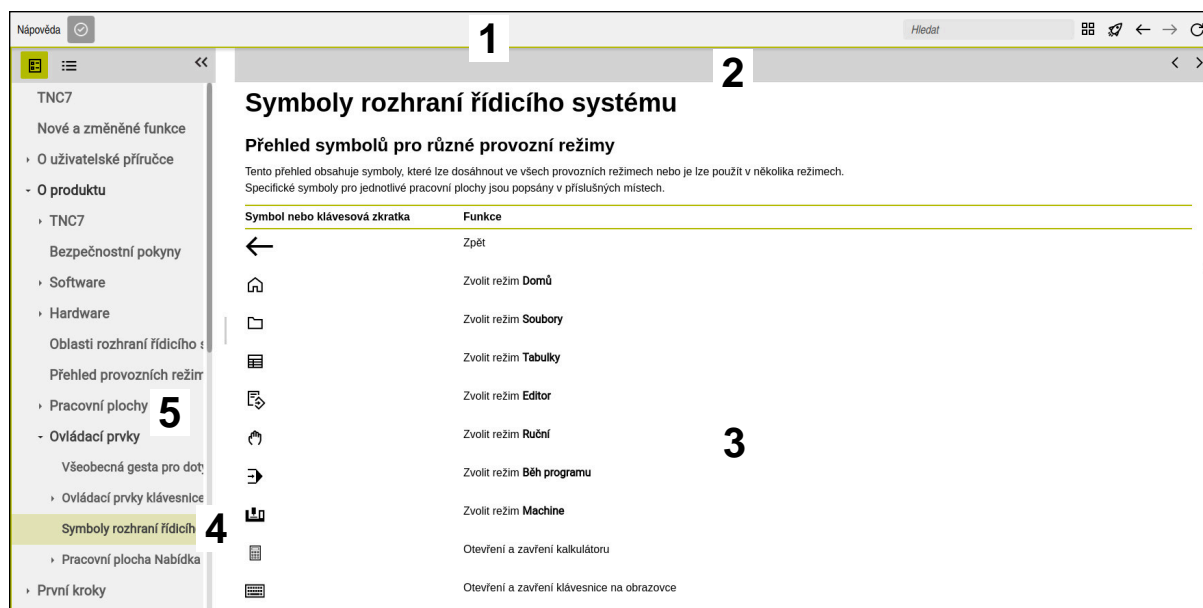 Nápověda
1
Hledat
2
TNC7
Nové a změněné funkce
O uživatelské příručce
O produktu
TNC7
Bezpečnostní pokyny
Software
Hardware
Oblasti rozhraní řídicího s
Přehled provozních režim
Pracovní plochy
5
Ovládací prvky
Všeobecná gesta pro doty
Ovládací prvky klávesnice
Symboly rozhraní řídicíh
4
Pracovní plocha Nabídka
První kroky
Symboly rozhraní řídicího systému
Přehled symbolů pro různé provozní režimy
Tento přehled obsahuje symboly, které lze dosáhnout ve všech provozních režimech nebo je lze použít v několika režimech.
Specifické symboly pro jednotlivé pracovní plochy jsou popsány v příslušných místech.
Symbol nebo klávesová zkratka Funkce
Zpět
Zvolit režim Domů
Zvolit režim Soubory
Zvolit režim Tabulky
Zvolit režim Editor
Zvolit režim Ruční
3
Zvolit režim Běh programu
Zvolit režim Machine
Otevření a zavření kalkulátoru
Otevření a zavření klávesnice na obrazovce